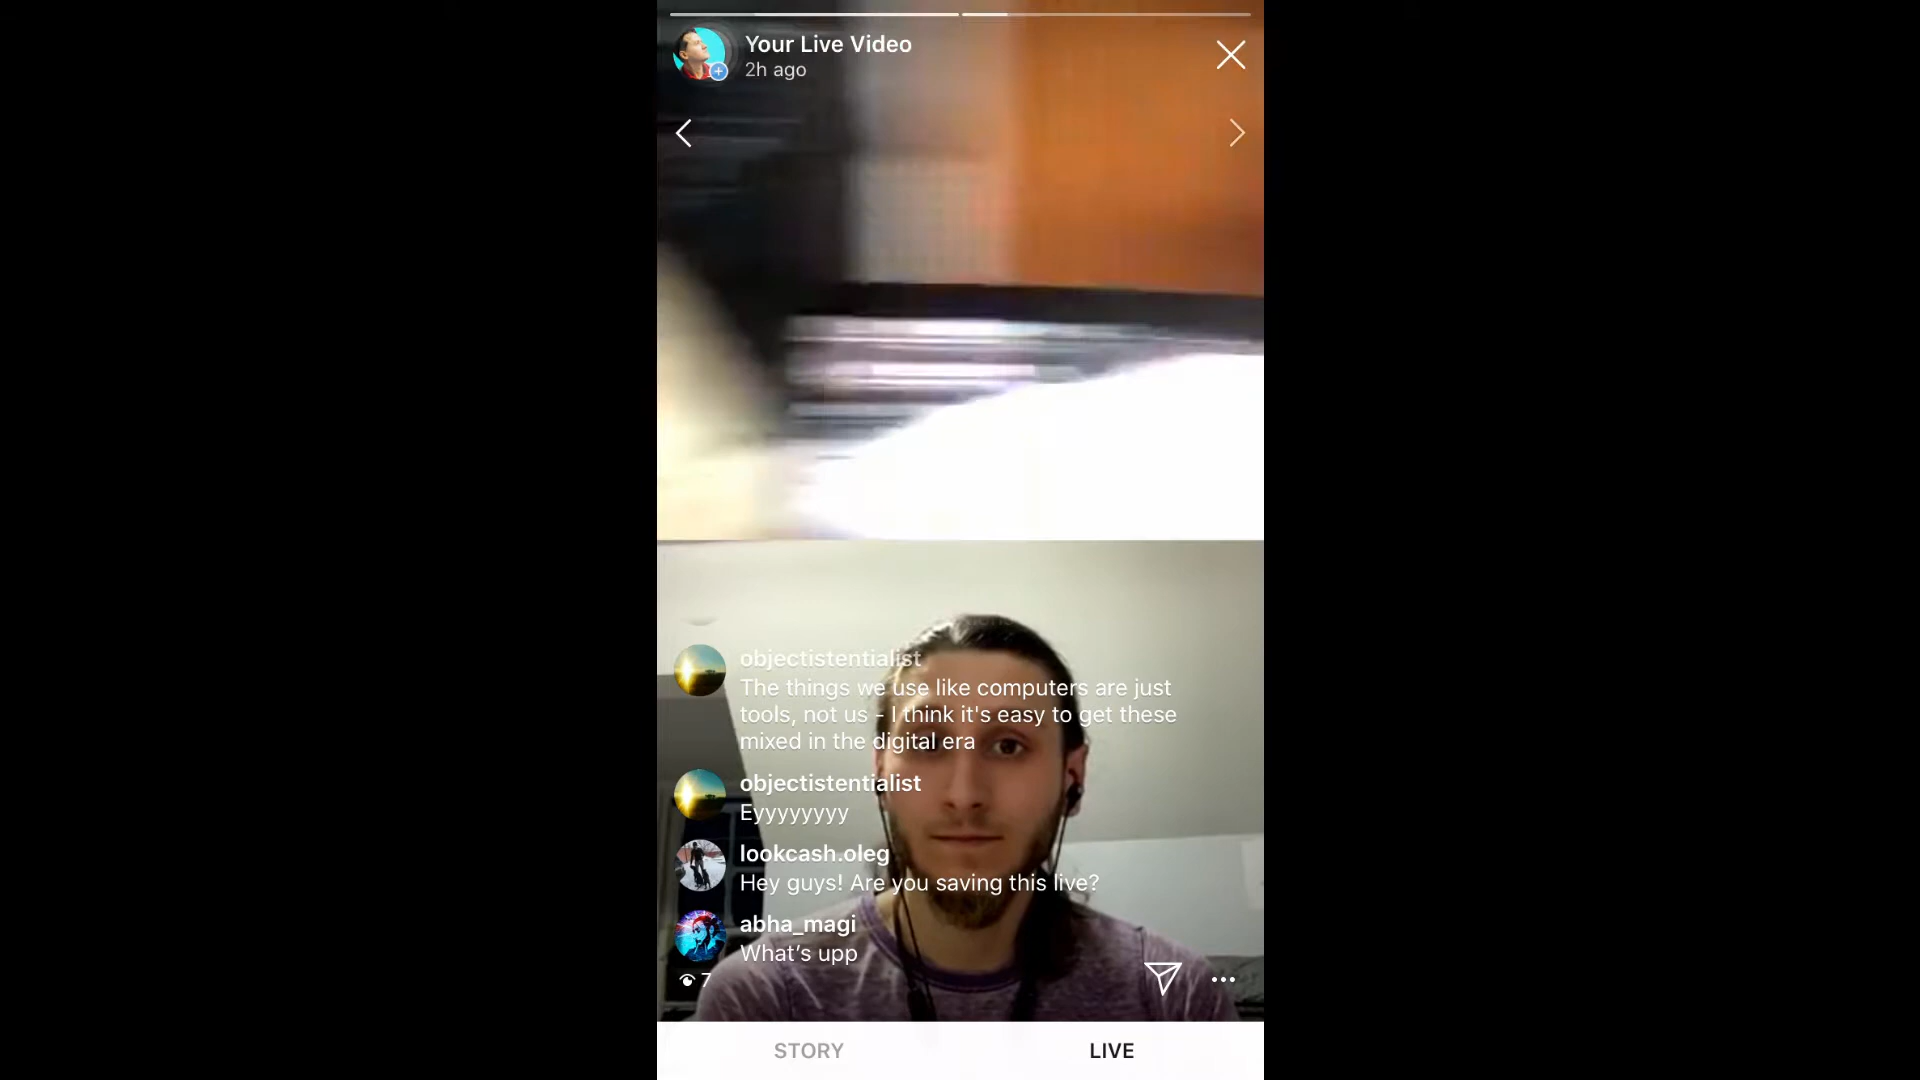 Your Live Video
2h ago
objectistentialist
The things we use like computers are just
tools, not us - I think it's easy to get these
mixed in the digital era
objectistentialist
Eyyyyyyyy
lookcash.oleg
Hey guys! Are you saving this live?
abha_magi
What’s upp
7
STORY
LIVE